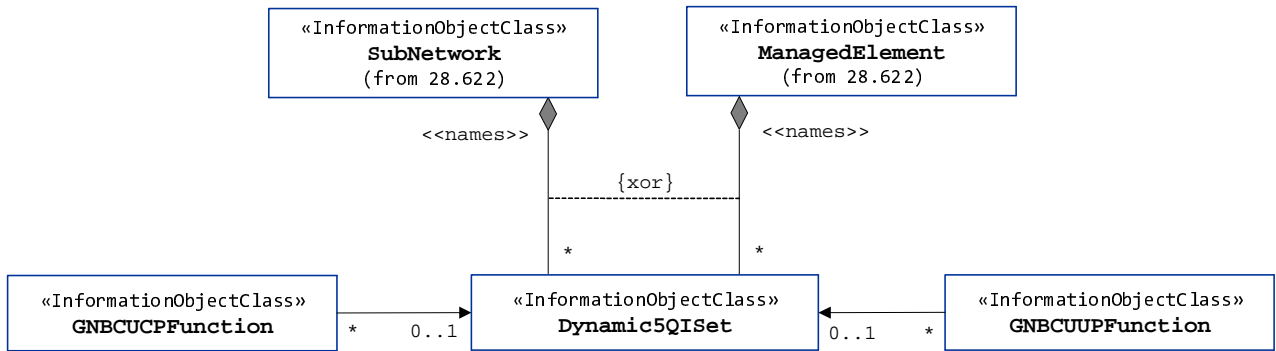 «InformationObjectClass»
SubNetwork
(from 28.622)
«InformationObjectClass»
ManagedElement
(from 28.622)
<<names>>
<<names>>
{xor}
*
*
«InformationObjectClass»
GNBCUCPFunction
*
0..1
«InformationObjectClass»
Dynamic5QISet
0..1
*
«InformationObjectClass»
GNBCUUPFunction